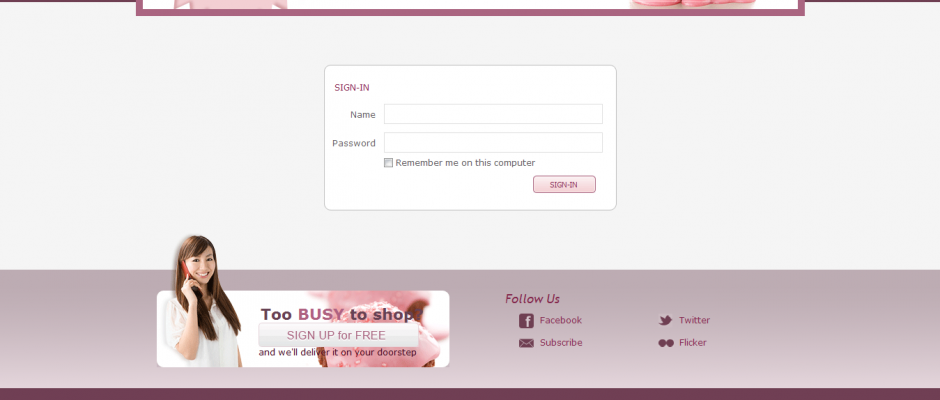 SIGN-IN
Name
Password
Remember me on this computer
SIGN-IN
Too BUSY to shop?
SIGN UP for FREE
and we'll deliver it on your doorstep
Follow Us
Facebook
Twitter
Subscribe
Flicker